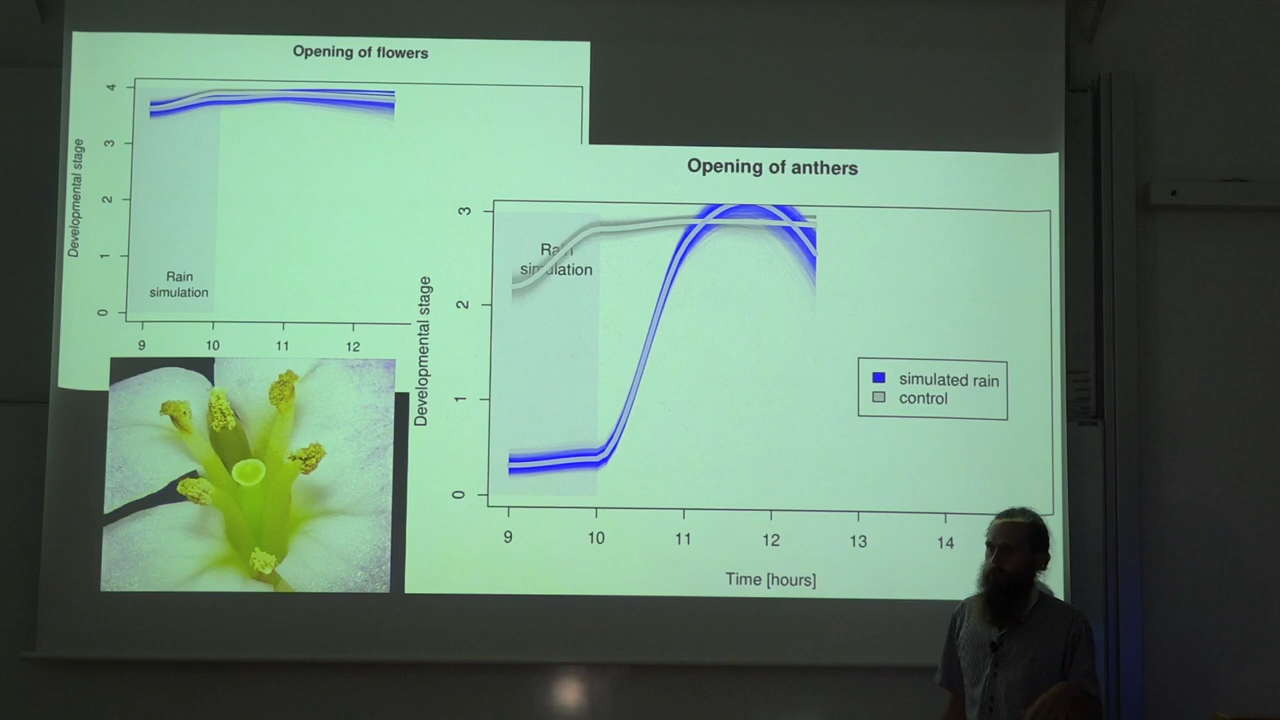 Opening of flowers
Developmental stage
4
3
2
1
0
Rain
simulation
9 10 11 12
Opening of anthers
Developmental stage
3
2
1
0
Rain
simulation
simulated rain
control
9 10 11 12 13 14
Time [hours]